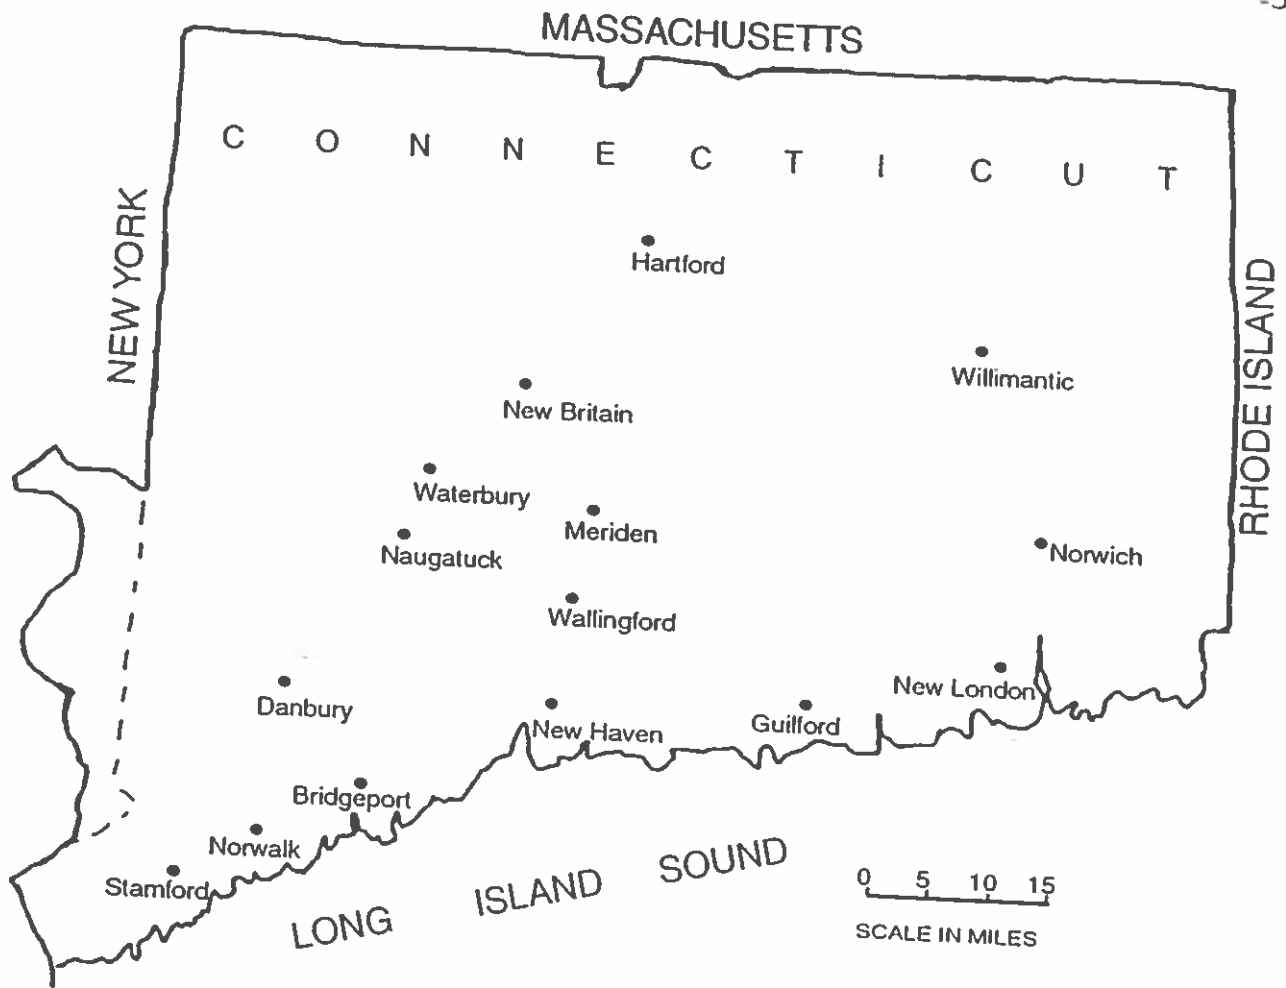 MASSACHUSETTS
C O N N E C T I C U T
NEW YORK
Hartford
RHODE ISLAND
Willimantic
New Britain
Waterbury
Meriden
Naugatuck
Norwich
Wallingford
New London
Danbury
Guilford
New Haven
Bridgeport
Norwalk
Stamford
LONG ISLAND SOUND
0 5 10 15
SCALE IN MILES